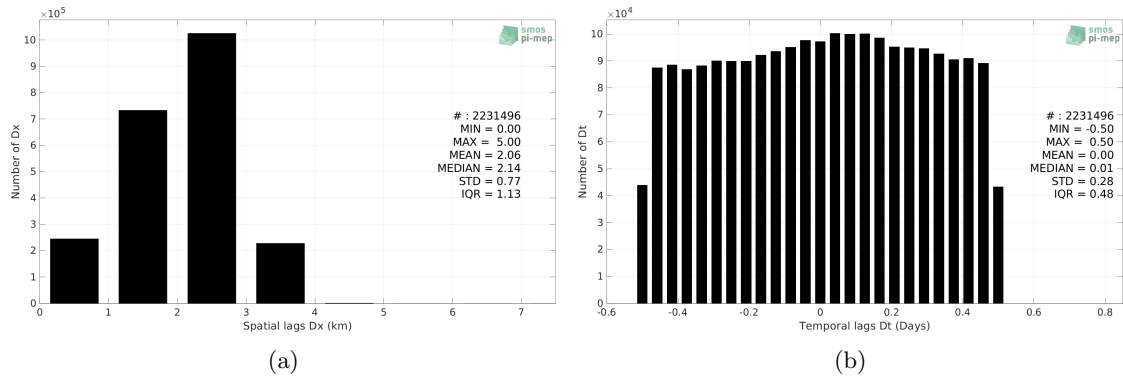 ×10⁵
smos
pi-mep
10
9
8
7
6
5
4
3
2
1
0
Number of Dx
# : 2231496
MIN = 0.00
MAX = 5.00
MEAN = 2.06
MEDIAN = 2.14
STD = 0.77
IQR = 1.13
0 1 2 3 4 5 6 7
Spatial lags Dx (km)
(a)
×10⁴
smos
pi-mep
10
9
8
7
6
5
4
3
2
1
0
Number of Dt
# : 2231496
MIN = -0.50
MAX = 0.50
MEAN = 0.00
MEDIAN = 0.01
STD = 0.28
IQR = 0.48
-0.6 -0.4 -0.2 0 0.2 0.4 0.6 0.8
Temporal lags Dt (Days)
(b)